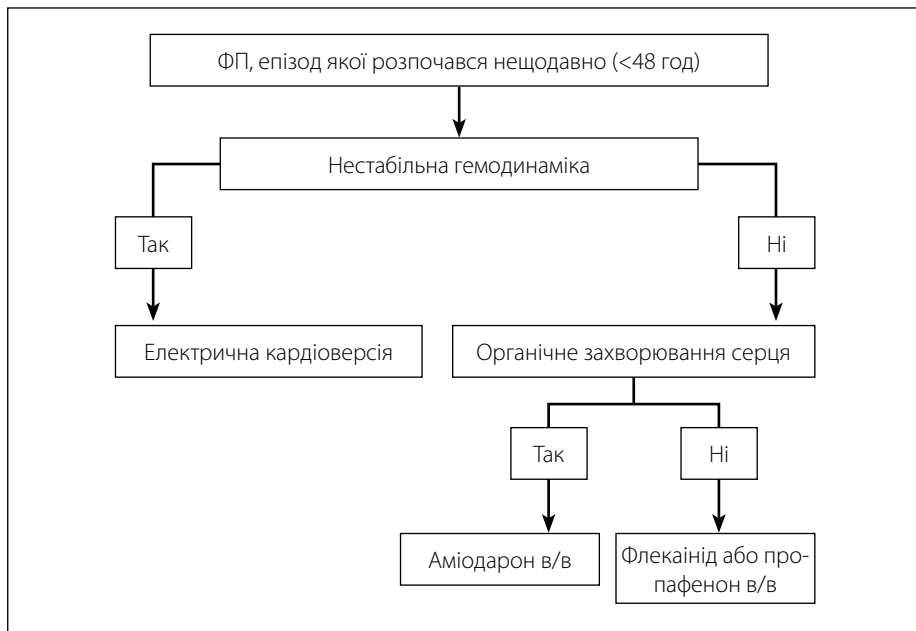 ФП, епізод якої розпочався нещодавно (<48 год)
Нестабільна гемодинаміка
Так
Ні
Електрична кардіоверсія
Органічне захворювання серця
Так
Ні
Аміодарон в/в
Флекаінід або про-
пафенон в/в